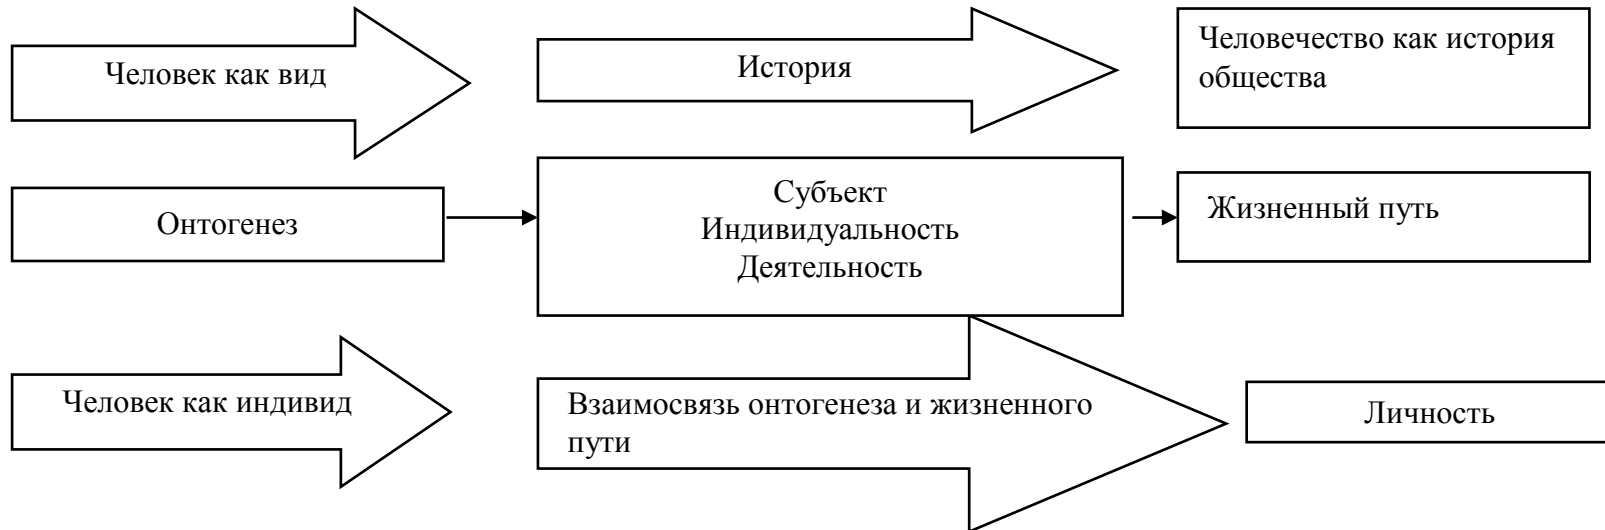 Человек как вид
История
Человечество как история
общества
Онтогенез
Субъект
Индивидуальность
Деятельность
Жизненный путь
Человек как индивид
Взаимосвязь онтогенеза и жизненного
пути
Личность